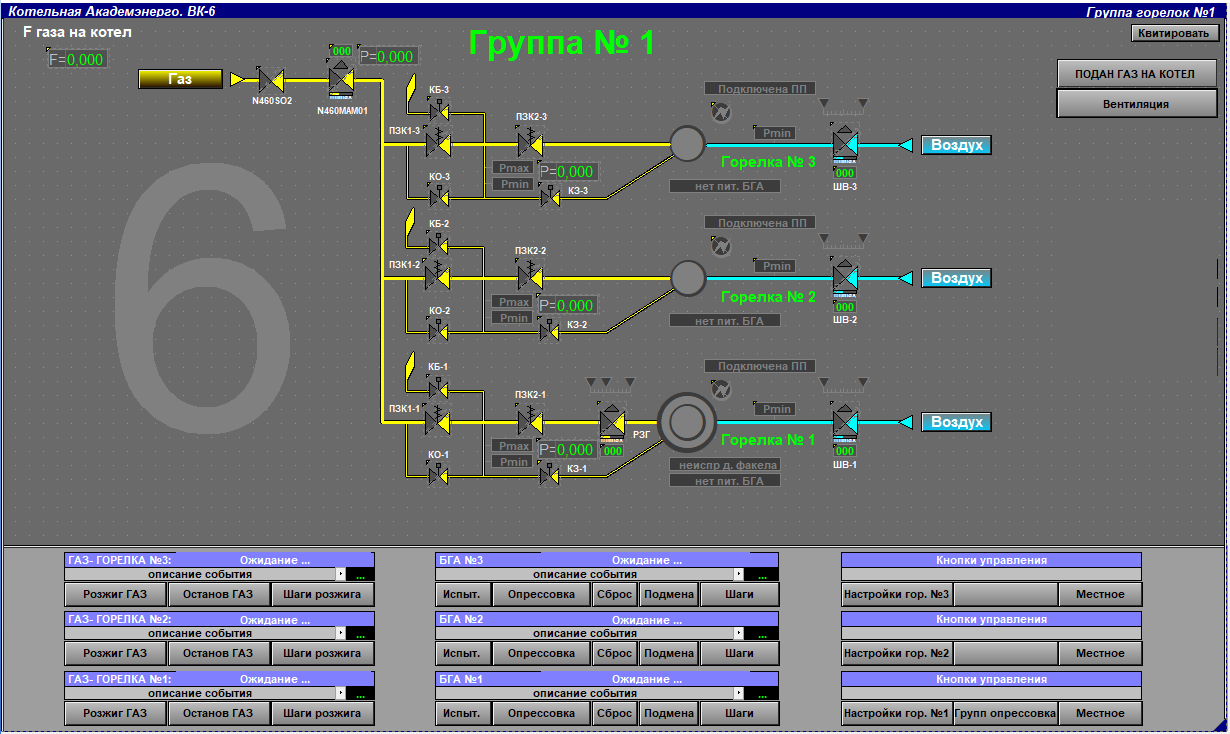 Котельная Академэнерго. ВК-6
Группа горелок №1
F газа на котел
Группа № 1
Квитировать
F=0,000
000
P=0,000
Газ
N460SO2
N460MAM01
ПОДАН ГАЗ НА КОТЕЛ
Вентиляция
6
КБ-3
Подключена ПП
ПЗК1-3
ПЗК2-3
Pmin
Воздух
Горелка № 3
Pmax
P=0,000
000
Pmin
КО-3
КЗ-3
нет пит. БГА
ШВ-3
КБ-2
Подключена ПП
ПЗК1-2
ПЗК2-2
Pmin
Воздух
Горелка № 2
Pmax
P=0,000
000
Pmin
КО-2
КЗ-2
нет пит. БГА
ШВ-2
КБ-1
Подключена ПП
ПЗК1-1
ПЗК2-1
Pmin
Воздух
РЗГ
Горелка № 1
Pmax
P=0,000
000
000
Pmin
КО-1
КЗ-1
неиспр д. факела
ШВ-1
нет пит. БГА
ГАЗ- ГОРЕЛКА №3: Ожидание ...
описание события ...
Розжиг ГАЗ Останов ГАЗ Шаги розжига
БГА №3 Ожидание ...
описание события ...
Испыт. Опрессовка Сброс Подмена Шаги
Кнопки управления
Настройки гор. №3 Местное
ГАЗ- ГОРЕЛКА №2: Ожидание ...
описание события ...
Розжиг ГАЗ Останов ГАЗ Шаги розжига
БГА №2 Ожидание ...
описание события ...
Испыт. Опрессовка Сброс Подмена Шаги
Кнопки управления
Настройки гор. №2 Местное
ГАЗ- ГОРЕЛКА №1: Ожидание ...
описание события ...
Розжиг ГАЗ Останов ГАЗ Шаги розжига
БГА №1 Ожидание ...
описание события ...
Испыт. Опрессовка Сброс Подмена Шаги
Кнопки управления
Настройки гор. №1 Групп опрессовка Местное